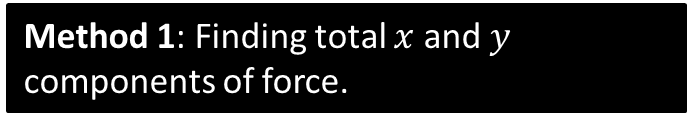 Method 1: Finding total x and y
components of force.